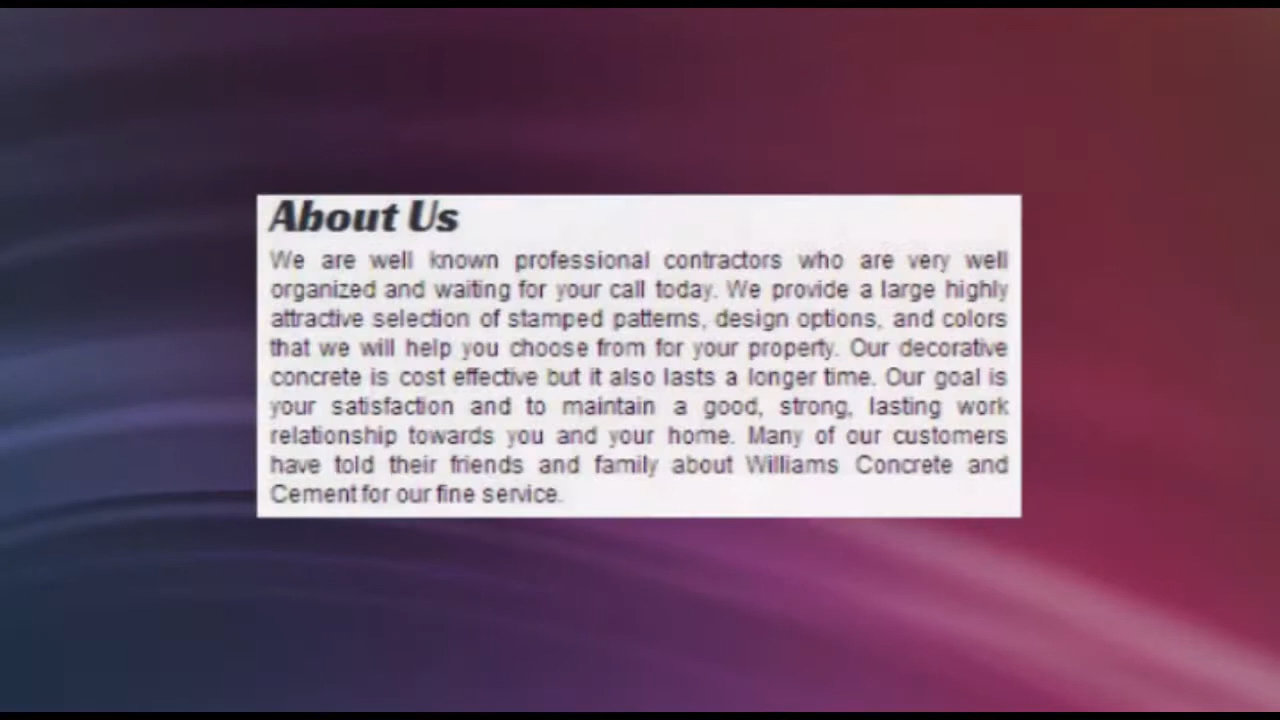 About Us
We are well known professional contractors who are very well
organized and waiting for your call today. We provide a large highly
attractive selection of stamped patterns, design options, and colors
that we will help you choose from for your property. Our decorative
concrete is cost effective but it also lasts a longer time. Our goal is
your satisfaction and to maintain a good, strong, lasting work
relationship towards you and your home. Many of our customers
have told their friends and family about Williams Concrete and
Cement for our fine service.